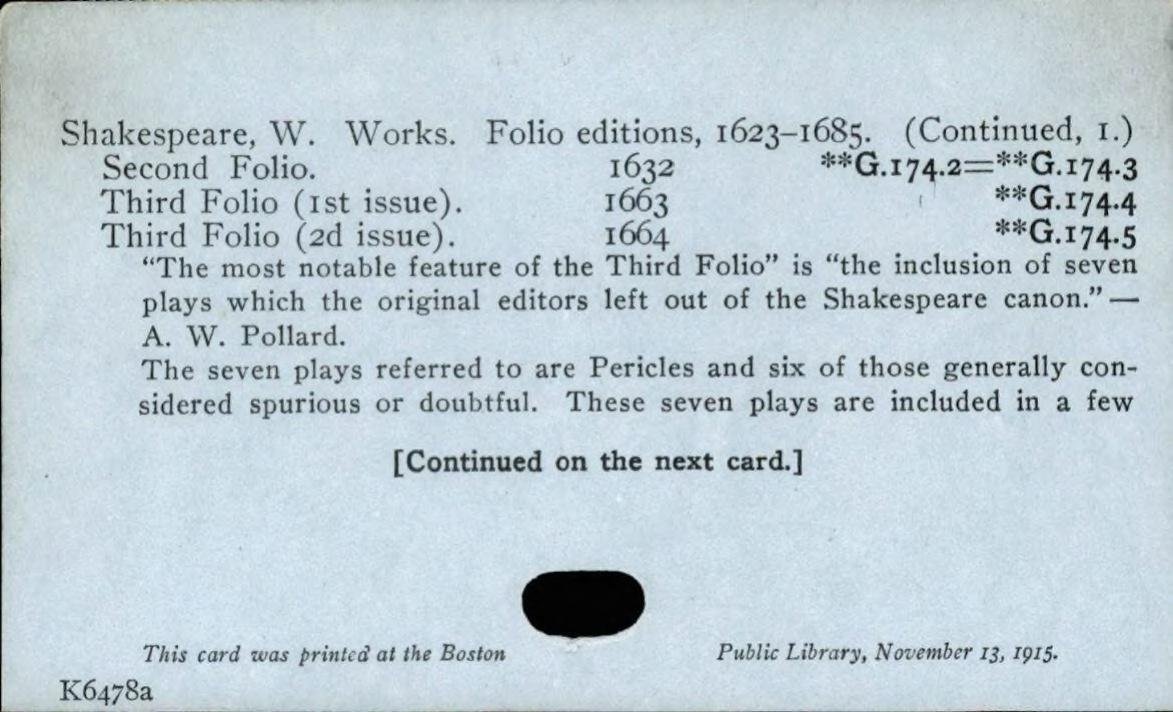 Shakespeare, W. Works. Folio editions, 1623–1685. (Continued, 1.)
Second Folio. 1632 **G.174.2=**G.174.3
Third Folio (1st issue). 1663 **G.174.4
Third Folio (2d issue). 1664 **G.174.5
“The most notable feature of the Third Folio” is “the inclusion of seven
plays which the original editors left out of the Shakespeare canon.” —
A. W. Pollard.
The seven plays referred to are Pericles and six of those generally con-
sidered spurious or doubtful. These seven plays are included in a few
[Continued on the next card.]
This card was printed at the Boston Public Library, November 13, 1915.
K6478a